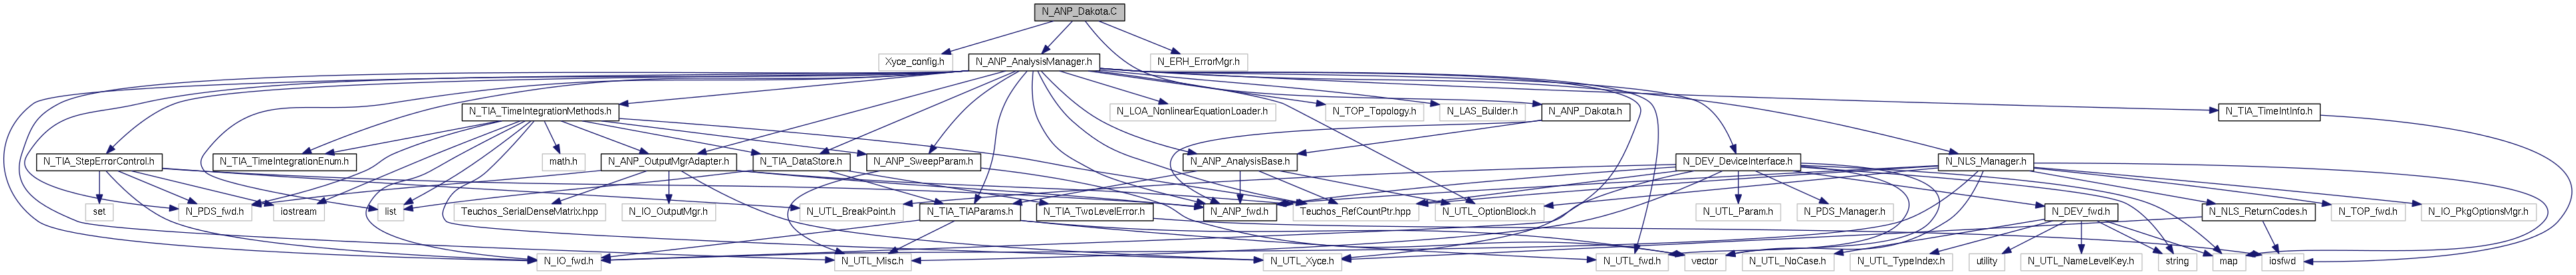 N_ANP_Dakota.C
Xyce_config.h
N_ANP_AnalysisManager.h
N_ERH_ErrorMgr.h
N_TIA_TimeIntegrationMethods.h
N_LOA_NonlinearEquationLoader.h
N_TOP_Topology.h
N_LAS_Builder.h
N_ANP_Dakota.h
N_TIA_TimeIntInfo.h
N_TIA_StepErrorControl.h
N_TIA_TimeIntegrationEnum.h
math.h
N_ANP_OutputMgrAdapter.h
N_TIA_DataStore.h
N_ANP_SweepParam.h
N_ANP_AnalysisBase.h
N_DEV_DeviceInterface.h
N_NLS_Manager.h
set
N_PDS_fwd.h
iostream
list
Teuchos_SerialDenseMatrix.hpp
N_IO_OutputMgr.h
N_UTL_BreakPoint.h
N_TIA_TIAParams.h
N_TIA_TwoLevelError.h
N_ANP_fwd.h
Teuchos_RefCountPtr.hpp
N_UTL_OptionBlock.h
N_UTL_Param.h
N_PDS_Manager.h
N_DEV_fwd.h
N_NLS_ReturnCodes.h
N_TOP_fwd.h
N_IO_PkgOptionsMgr.h
N_IO_fwd.h
N_UTL_Misc.h
N_UTL_Xyce.h
N_UTL_fwd.h
vector
N_UTL_NoCase.h
N_UTL_TypeIndex.h
utility
N_UTL_NameLevelKey.h
string
map
iosfwd